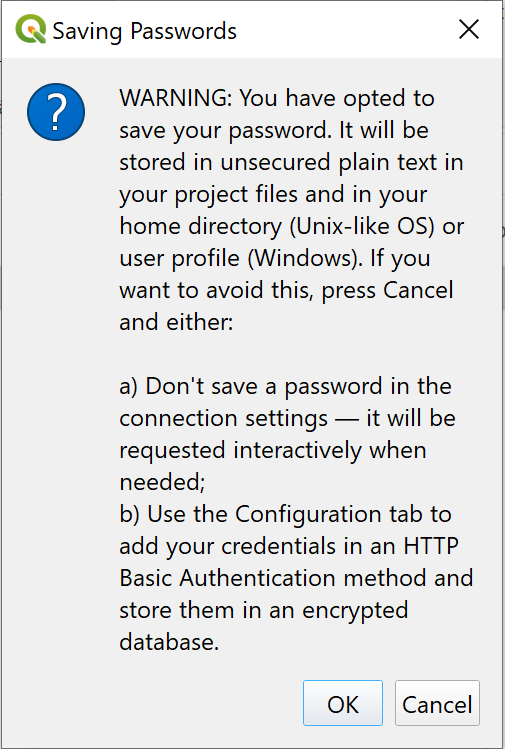 Saving Passwords
?
WARNING: You have opted to
save your password. It will be
stored in unsecured plain text in
your project files and in your
home directory (Unix-like OS) or
user profile (Windows). If you
want to avoid this, press Cancel
and either:
a) Don't save a password in the
connection settings — it will be
requested interactively when
needed;
b) Use the Configuration tab to
add your credentials in an HTTP
Basic Authentication method and
store them in an encrypted
database.
OK Cancel